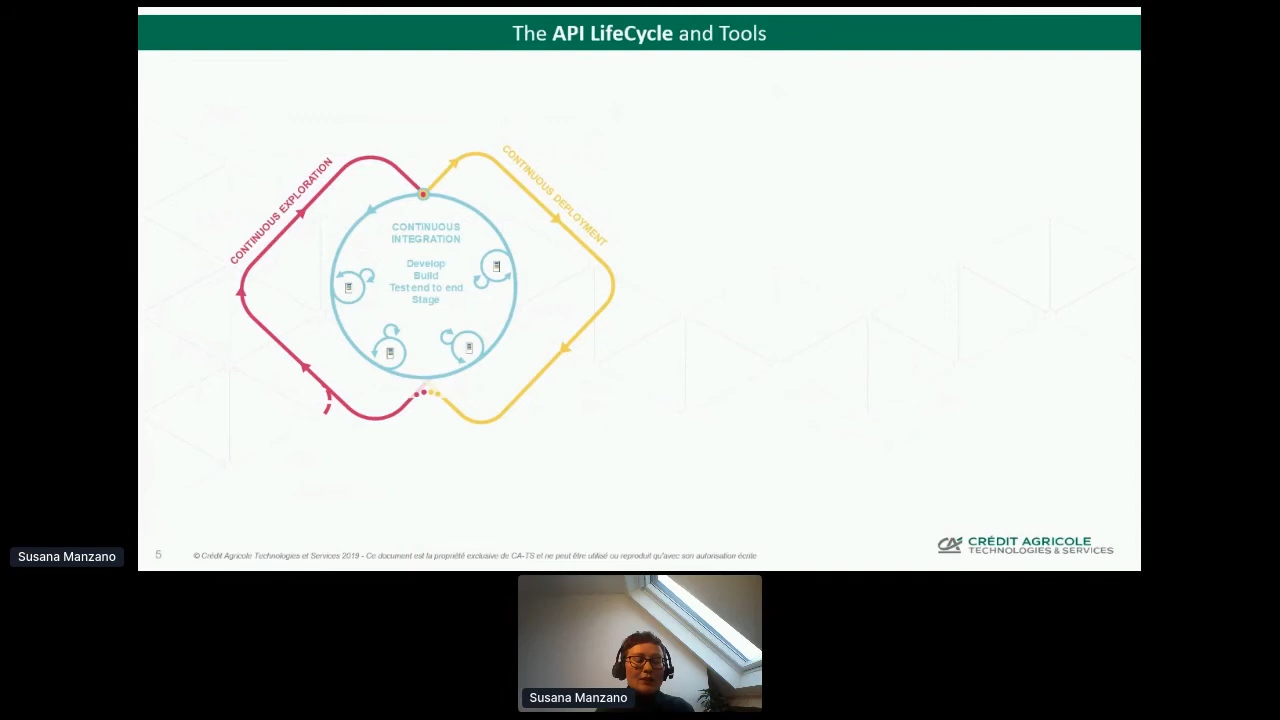 The API LifeCycle and Tools
CONTINUOUS EXPLORATION
CONTINUOUS DEPLOYMENT
CONTINUOUS
INTEGRATION
Develop
Build
Test end to end
Stage
5
© Crédit Agricole Technologies et Services 2019 - Ce document est la propriété exclusive de CA-TS et ne peut être utilisé ou reproduit qu'avec son autorisation écrite
CRÉDIT AGRICOLE
TECHNOLOGIES & SERVICES
Susana Manzano
Susana Manzano